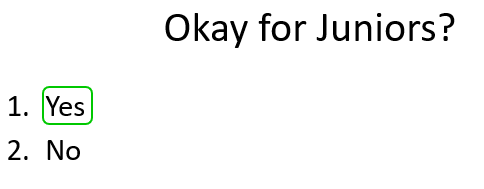 Okay for Juniors?
1. Yes
2. No